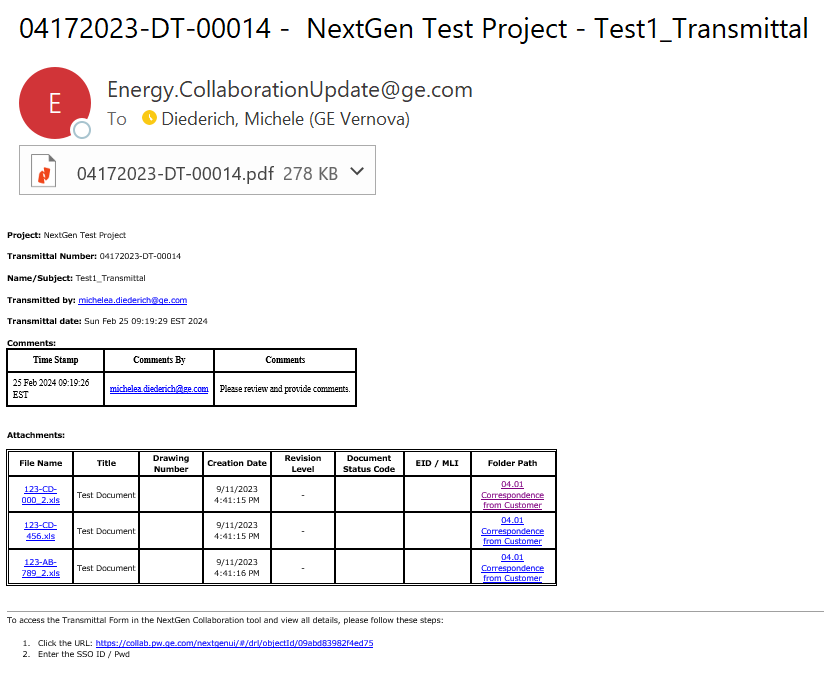 04172023-DT-00014 -  NextGen Test Project - Test1_Transmittal
E
Energy.CollaborationUpdate@ge.com
To Diederich, Michele (GE Vernova)
04172023-DT-00014.pdf 278 KB
Project: NextGen Test Project
Transmittal Number: 04172023-DT-00014
Name/Subject: Test1_Transmittal
Transmitted by: michelea.diederich@ge.com
Transmittal date: Sun Feb 25 09:19:29 EST 2024
Comments:
Time Stamp Comments By Comments
25 Feb 2024 09:19:26
EST
michelea.diederich@ge.com
Please review and provide comments.
Attachments:
File Name
Title
Drawing
Number
Creation Date
Revision
Level
Document
Status Code
EID / MLI
Folder Path
123-CD-
000_2.xls
Test Document
9/11/2023
4:41:15 PM
-
04.01
Correspondence
from Customer
123-CD-
456.xls
Test Document
9/11/2023
4:41:15 PM
-
04.01
Correspondence
from Customer
123-AB-
789_2.xls
Test Document
9/11/2023
4:41:16 PM
-
04.01
Correspondence
from Customer
To access the Transmittal Form in the NextGen Collaboration tool and view all details, please follow these steps:
1. Click the URL: https://collab.pw.ge.com/nextgenui/#/drl/objectId/09abd83982f4ed75
2. Enter the SSO ID / Pwd